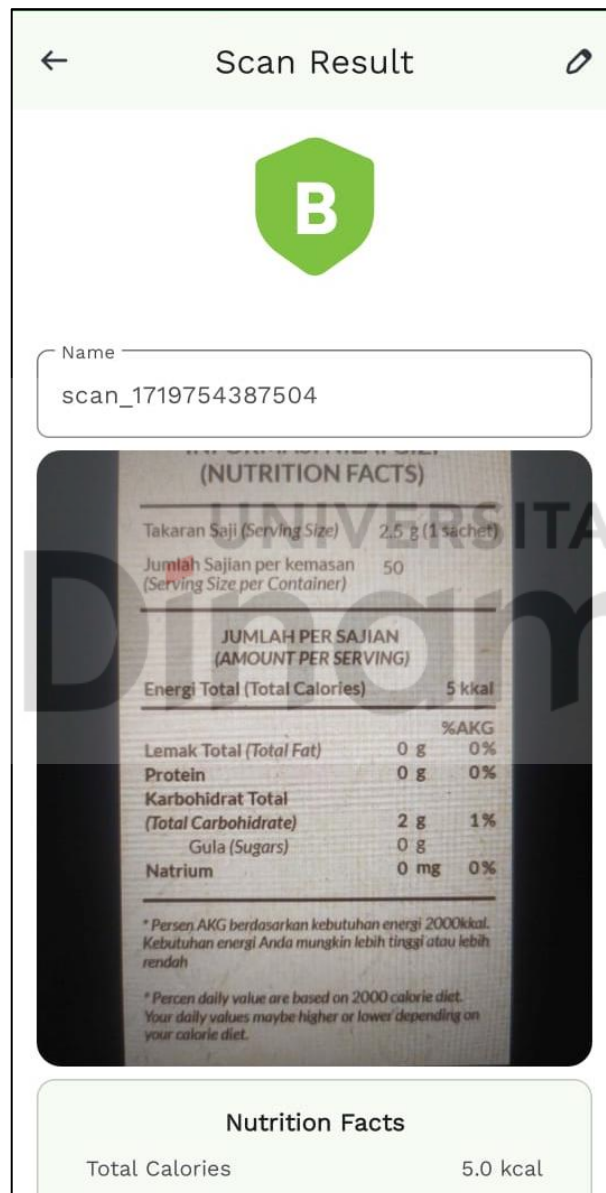 Scan Result
B
Name
scan_1719754387504
(NUTRITION FACTS)
Takaran Saji (Serving Size) 2.5 g (1 sachet)
Jumlah Sajian per kemasan 50
(Serving Size per Container)
JUMLAH PER SAJIAN
(AMOUNT PER SERVING)
Energi Total (Total Calories) 5 kkal
%AKG
Lemak Total (Total Fat) 0 g 0%
Protein 0 g 0%
Karbohidrat Total
(Total Carbohidrate) 2 g 1%
Gula (Sugars) 0 g
Natrium 0 mg 0%
* Persen AKG berdasarkan kebutuhan energi 2000kkal.
Kebutuhan energi Anda mungkin lebih tinggi atau lebih
rendah
* Percen daily value are based on 2000 calorie diet.
Your daily values maybe higher or lower depending on
your calorie diet.
UNIVERSITA
Dinam
Nutrition Facts
Total Calories 5.0 kcal